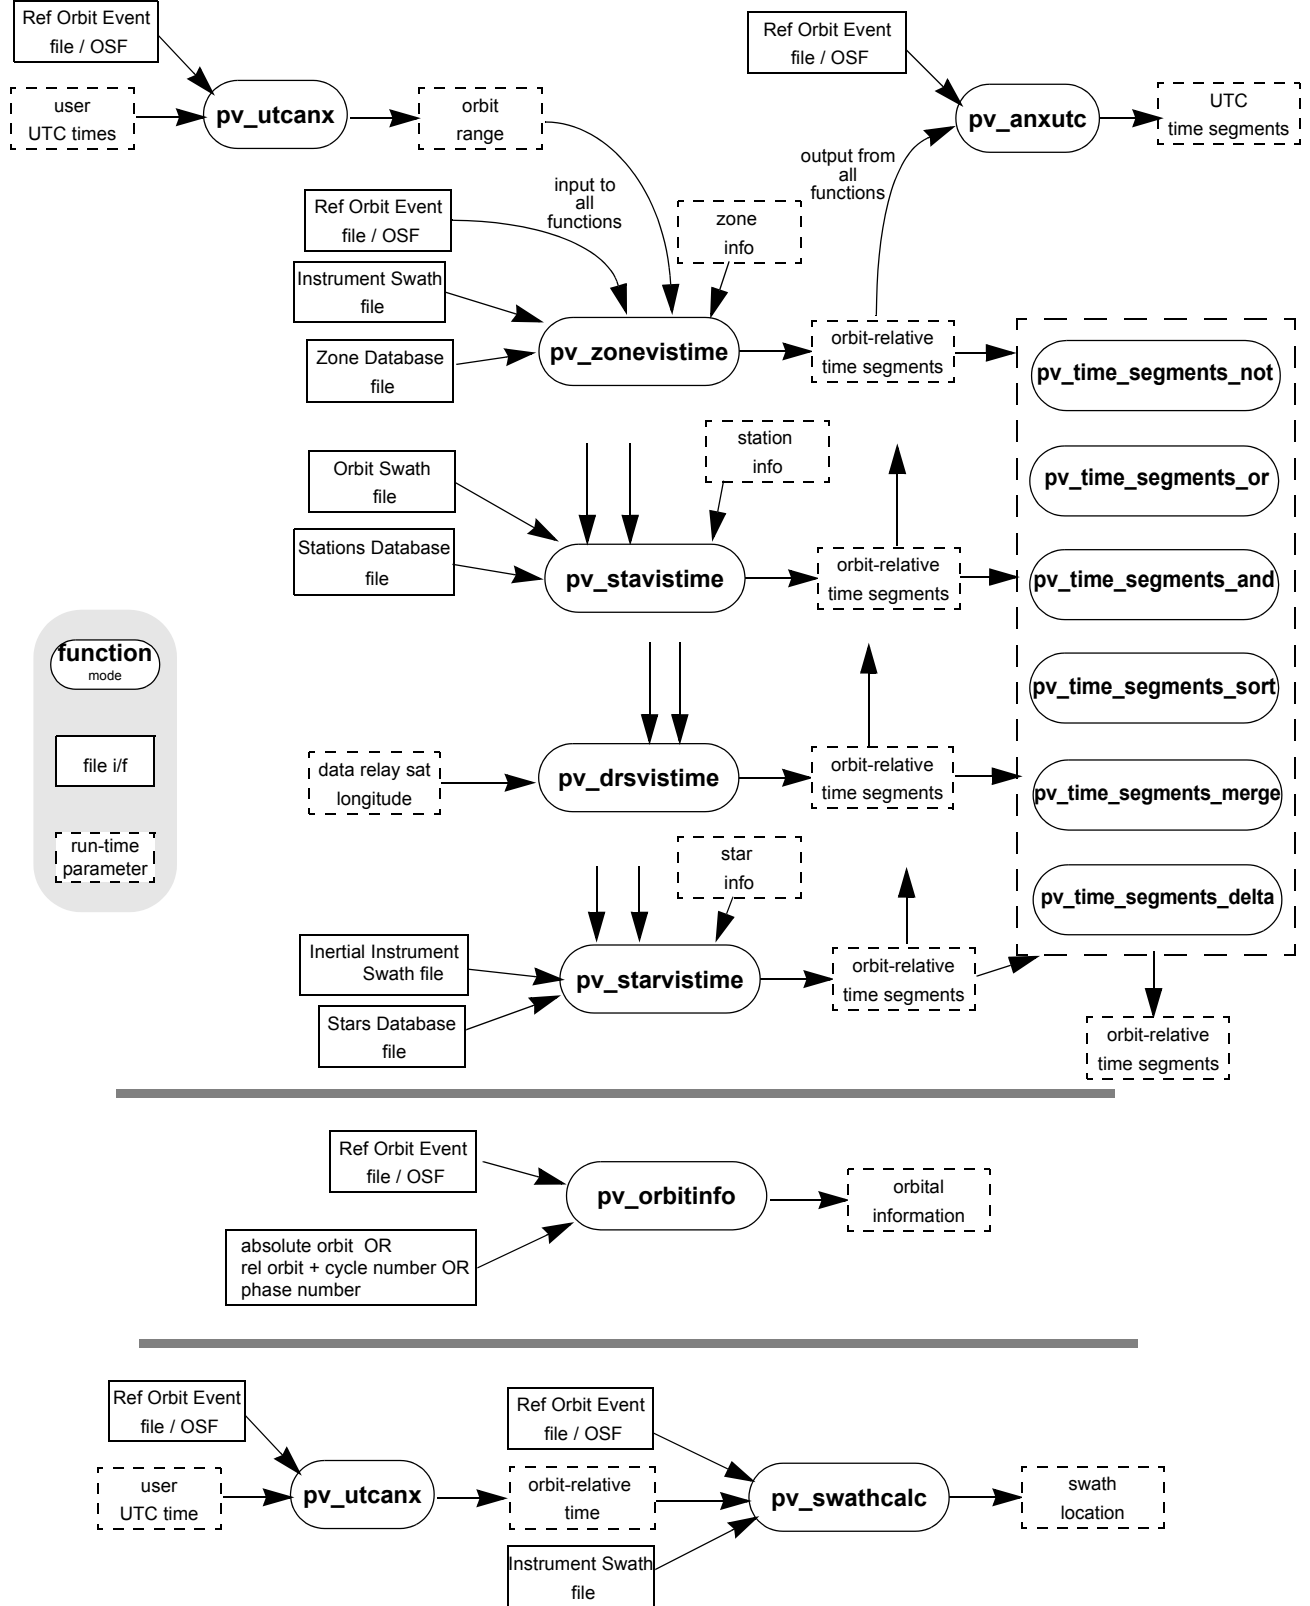 Ref Orbit Event
file / OSF
user
UTC times
pv_utcanx
orbit
range
Ref Orbit Event
file / OSF
pv_anxutc
UTC
time segments
input to
all
functions
output from
all
functions
Ref Orbit Event
file / OSF
zone
info
Instrument Swath
file
Zone Database
file
pv_zonevistime
orbit-relative
time segments
pv_time_segments_not
pv_time_segments_or
pv_time_segments_and
pv_time_segments_sort
pv_time_segments_merge
pv_time_segments_delta
Orbit Swath
file
station
info
Stations Database
file
pv_stavistime
orbit-relative
time segments
function
mode
file i/f
run-time
parameter
data relay sat
longitude
pv_drsvistime
orbit-relative
time segments
star
info
Inertial Instrument
Swath file
Stars Database
file
pv_starvistime
orbit-relative
time segments
orbit-relative
time segments
Ref Orbit Event
file / OSF
absolute orbit OR
rel orbit + cycle number OR
phase number
pv_orbitinfo
orbital
information
Ref Orbit Event
file / OSF
user
UTC time
pv_utcanx
Ref Orbit Event
file / OSF
orbit-relative
time
Instrument Swath
file
pv_swathcalc
swath
location